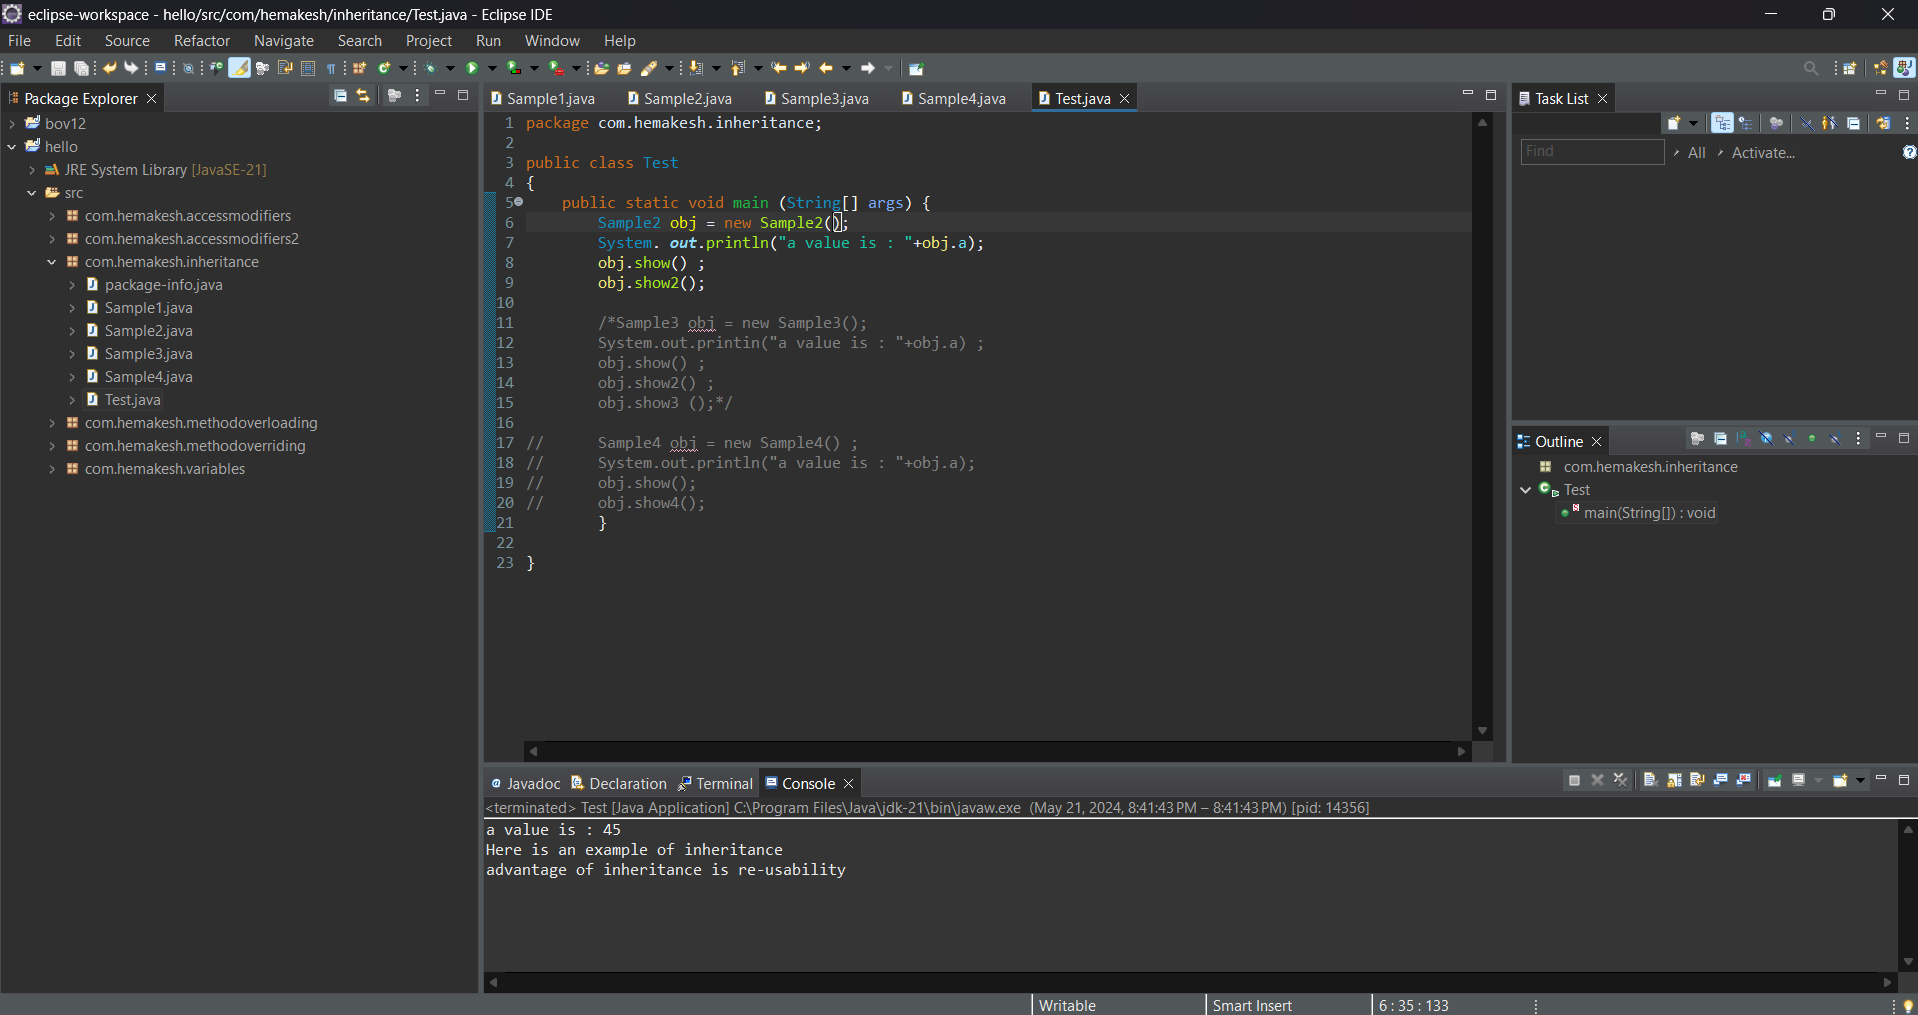 eclipse-workspace - hello/src/com/hemakesh/inheritance/Test.java - Eclipse IDE
File Edit Source Refactor Navigate Search Project Run Window Help
Package Explorer
bov12
hello
JRE System Library [JavaSE-21]
src
com.hemakesh.accessmodifiers
com.hemakesh.accessmodifiers2
com.hemakesh.inheritance
package-info.java
Sample1.java
Sample2.java
Sample3.java
Sample4.java
Test.java
com.hemakesh.methodoverloading
com.hemakesh.methodoverriding
com.hemakesh.variables
Sample1.java Sample2.java Sample3.java Sample4.java Test.java
1 package com.hemakesh.inheritance;
2
3 public class Test
4 {
5 public static void main (String[] args) {
6 Sample2 obj = new Sample2();
7 System. out.println("a value is : "+obj.a);
8 obj.show() ;
9 obj.show2();
10
11 /*Sample3 obj = new Sample3();
12 System.out.printin("a value is : "+obj.a) ;
13 obj.show() ;
14 obj.show2() ;
15 obj.show3 ();*/
16
17 // Sample4 obj = new Sample4() ;
18 // System.out.println("a value is : "+obj.a);
19 // obj.show();
20 // obj.show4();
21 }
22
23 }
Task List
Find All Activate...
Outline
com.hemakesh.inheritance
Test
main(String[]) : void
Javadoc Declaration Terminal Console
<terminated> Test [Java Application] C:\Program Files\Java\jdk-21\bin\javaw.exe (May 21, 2024, 8:41:43 PM – 8:41:43 PM) [pid: 14356]
a value is : 45
Here is an example of inheritance
advantage of inheritance is re-usability
Writable Smart Insert 6 : 35 : 133